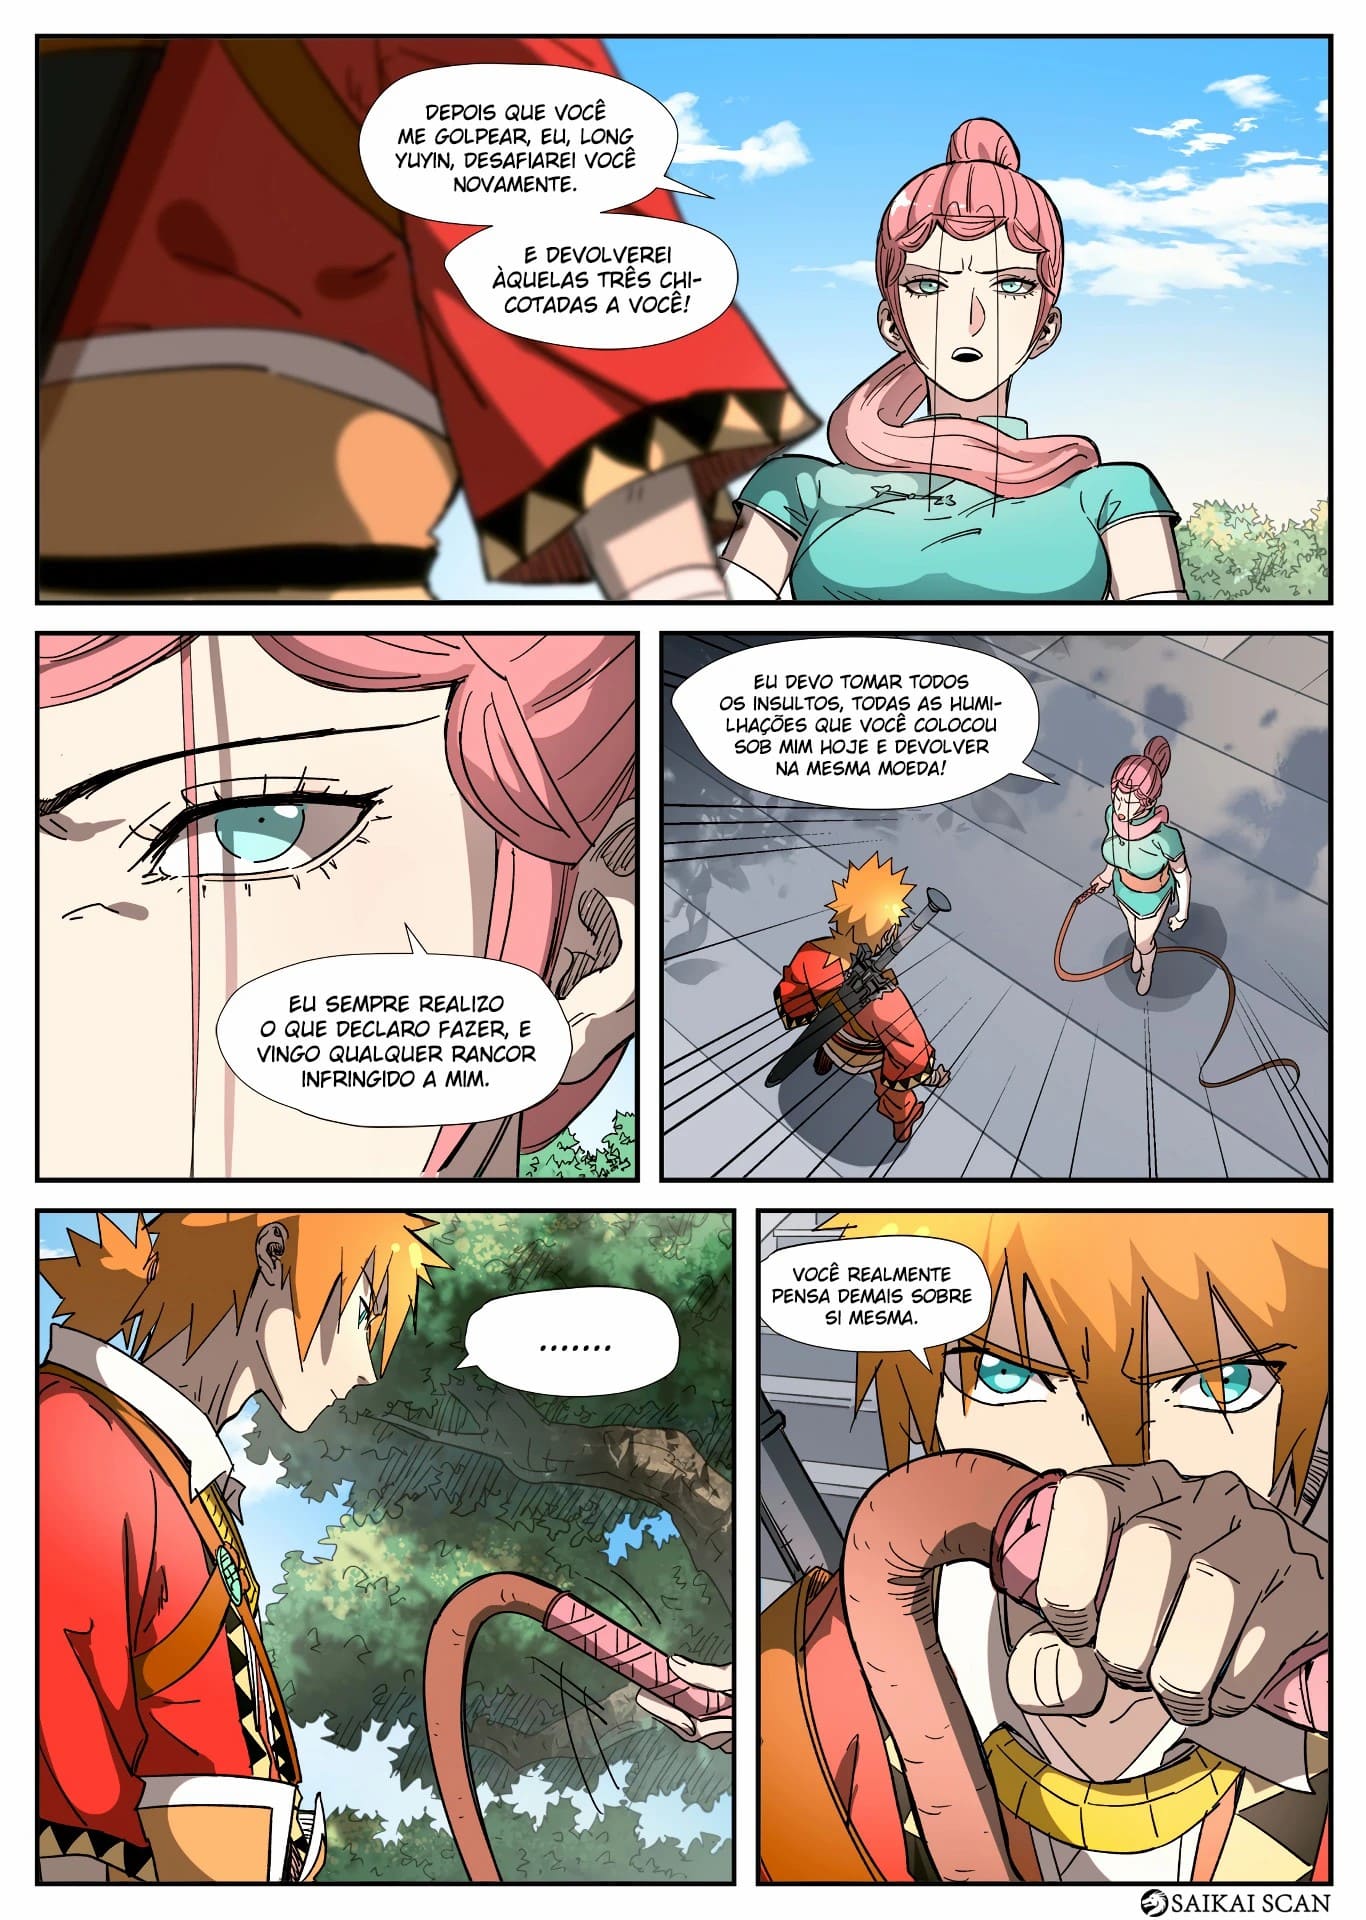 DEPOIS QUE VOCÊ
ME GOLPEAR, EU, LONG
YUYIN, DESAFIAREI VOCÊ
NOVAMENTE.
E DEVOLVEREI
ÀQUELAS TRÊS CHI-
COTADAS A VOCÊ!
EU SEMPRE REALIZO
O QUE DECLARO FAZER, E
VINGO QUALQUER RANCOR
INFRINGIDO A MIM.
EU DEVO TOMAR TODOS
OS INSULTOS, TODAS AS HUMI-
LHAÇÕES QUE VOCÊ COLOCOU
SOB MIM HOJE E DEVOLVER
NA MESMA MOEDA!
.......
VOCÊ REALMENTE
PENSA DEMAIS SOBRE
SI MESMA.
SAIKAI SCAN